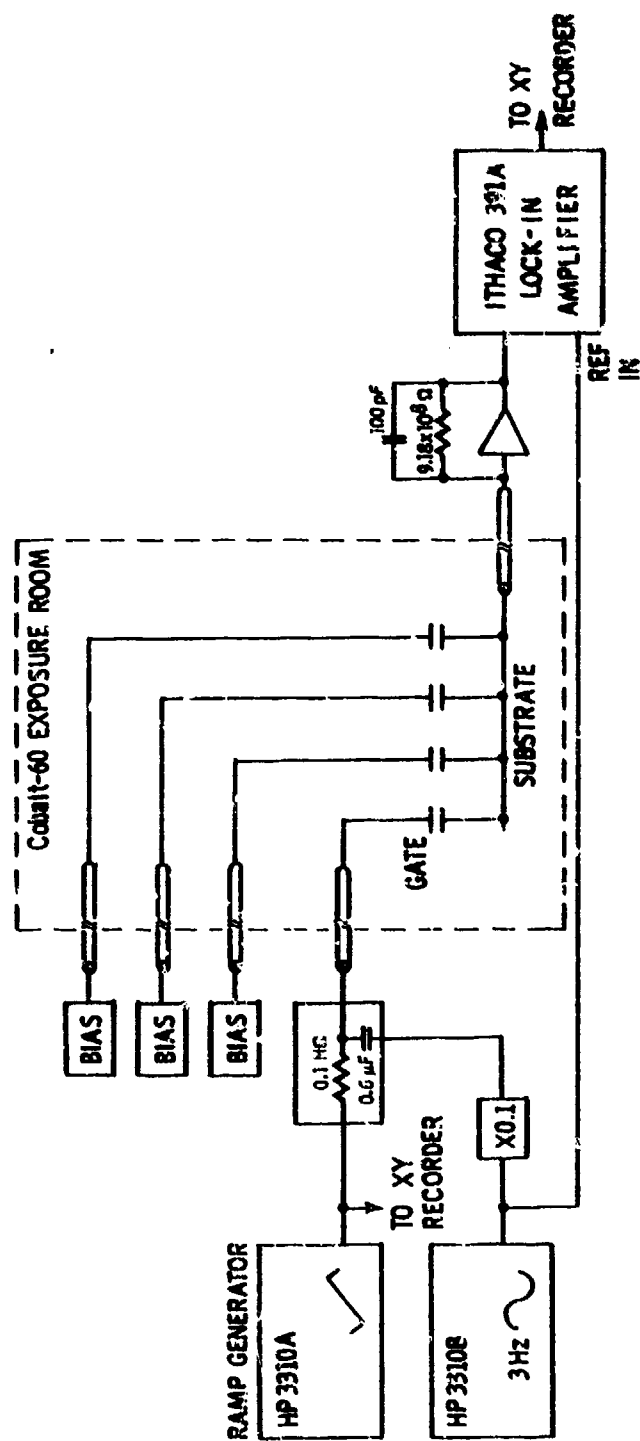 Cobalt-60 EXPOSURE ROOM
BIAS
BIAS
BIAS
GATE
SUBSTRATE
100 pF
9.18x10⁸ Ω
ITHACO 391A
LOCK-IN
AMPLIFIER
TO XY
RECORDER
REF
IN
RAMP GENERATOR
HP 3310A
TO XY
RECORDER
0.1 MΩ
0.6 µF
HP 3310B
3 Hz
X0.1